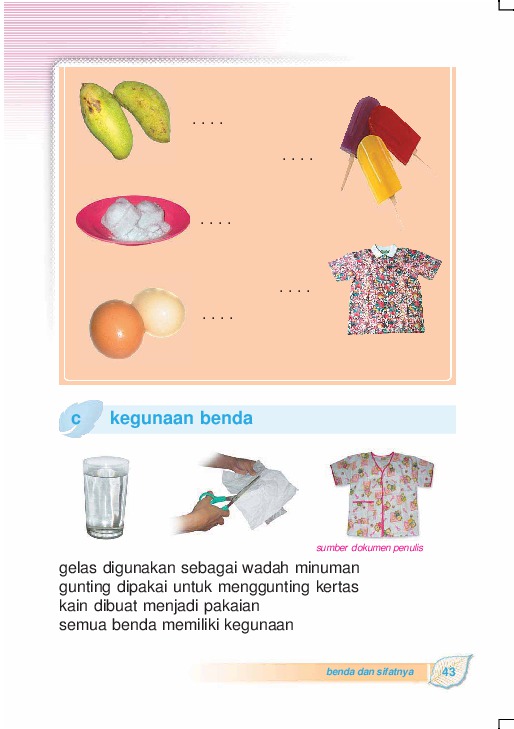 . . . .
. . . .
. . . .
. . . .
. . . .
c kegunaan benda
sumber dokumen penulis
gelas digunakan sebagai wadah minuman
gunting dipakai untuk menggunting kertas
kain dibuat menjadi pakaian
semua benda memiliki kegunaan
benda dan sifatnya 43